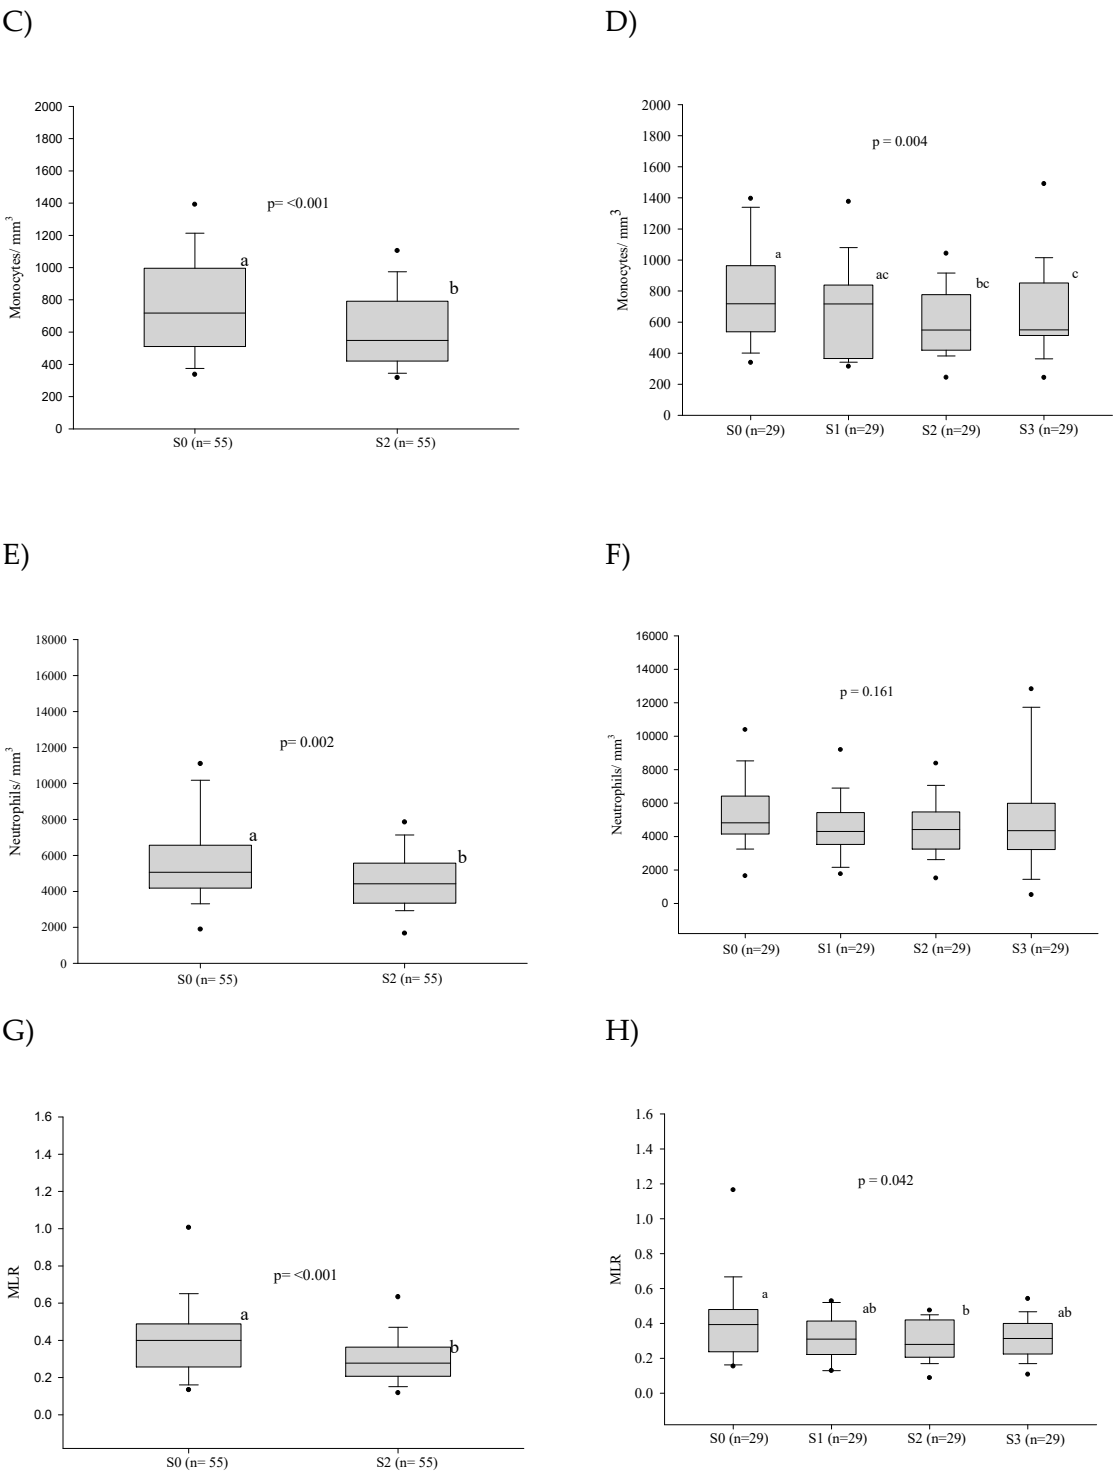 C)
D)
2000
1800
1600
1400
1200
1000
800
600
400
200
0
Monocytes/ mm³
p= <0.001
a
b
S0 (n= 55)
S2 (n= 55)
2000
1800
1600
1400
1200
1000
800
600
400
200
0
Monocytes/ mm³
p = 0.004
a
ac
bc
c
S0 (n=29)
S1 (n=29)
S2 (n=29)
S3 (n=29)
E)
F)
18000
16000
14000
12000
10000
8000
6000
4000
2000
0
Neutrophils/ mm³
p= 0.002
a
b
S0 (n= 55)
S2 (n= 55)
16000
14000
12000
10000
8000
6000
4000
2000
0
Neutrophils/ mm³
p = 0.161
S0 (n=29)
S1 (n=29)
S2 (n=29)
S3 (n=29)
G)
H)
1.6
1.4
1.2
1.0
0.8
0.6
0.4
0.2
0.0
MLR
p= <0.001
a
b
S0 (n= 55)
S2 (n= 55)
1.6
1.4
1.2
1.0
0.8
0.6
0.4
0.2
0.0
MLR
p = 0.042
a
ab
b
ab
S0 (n=29)
S1 (n=29)
S2 (n=29)
S3 (n=29)